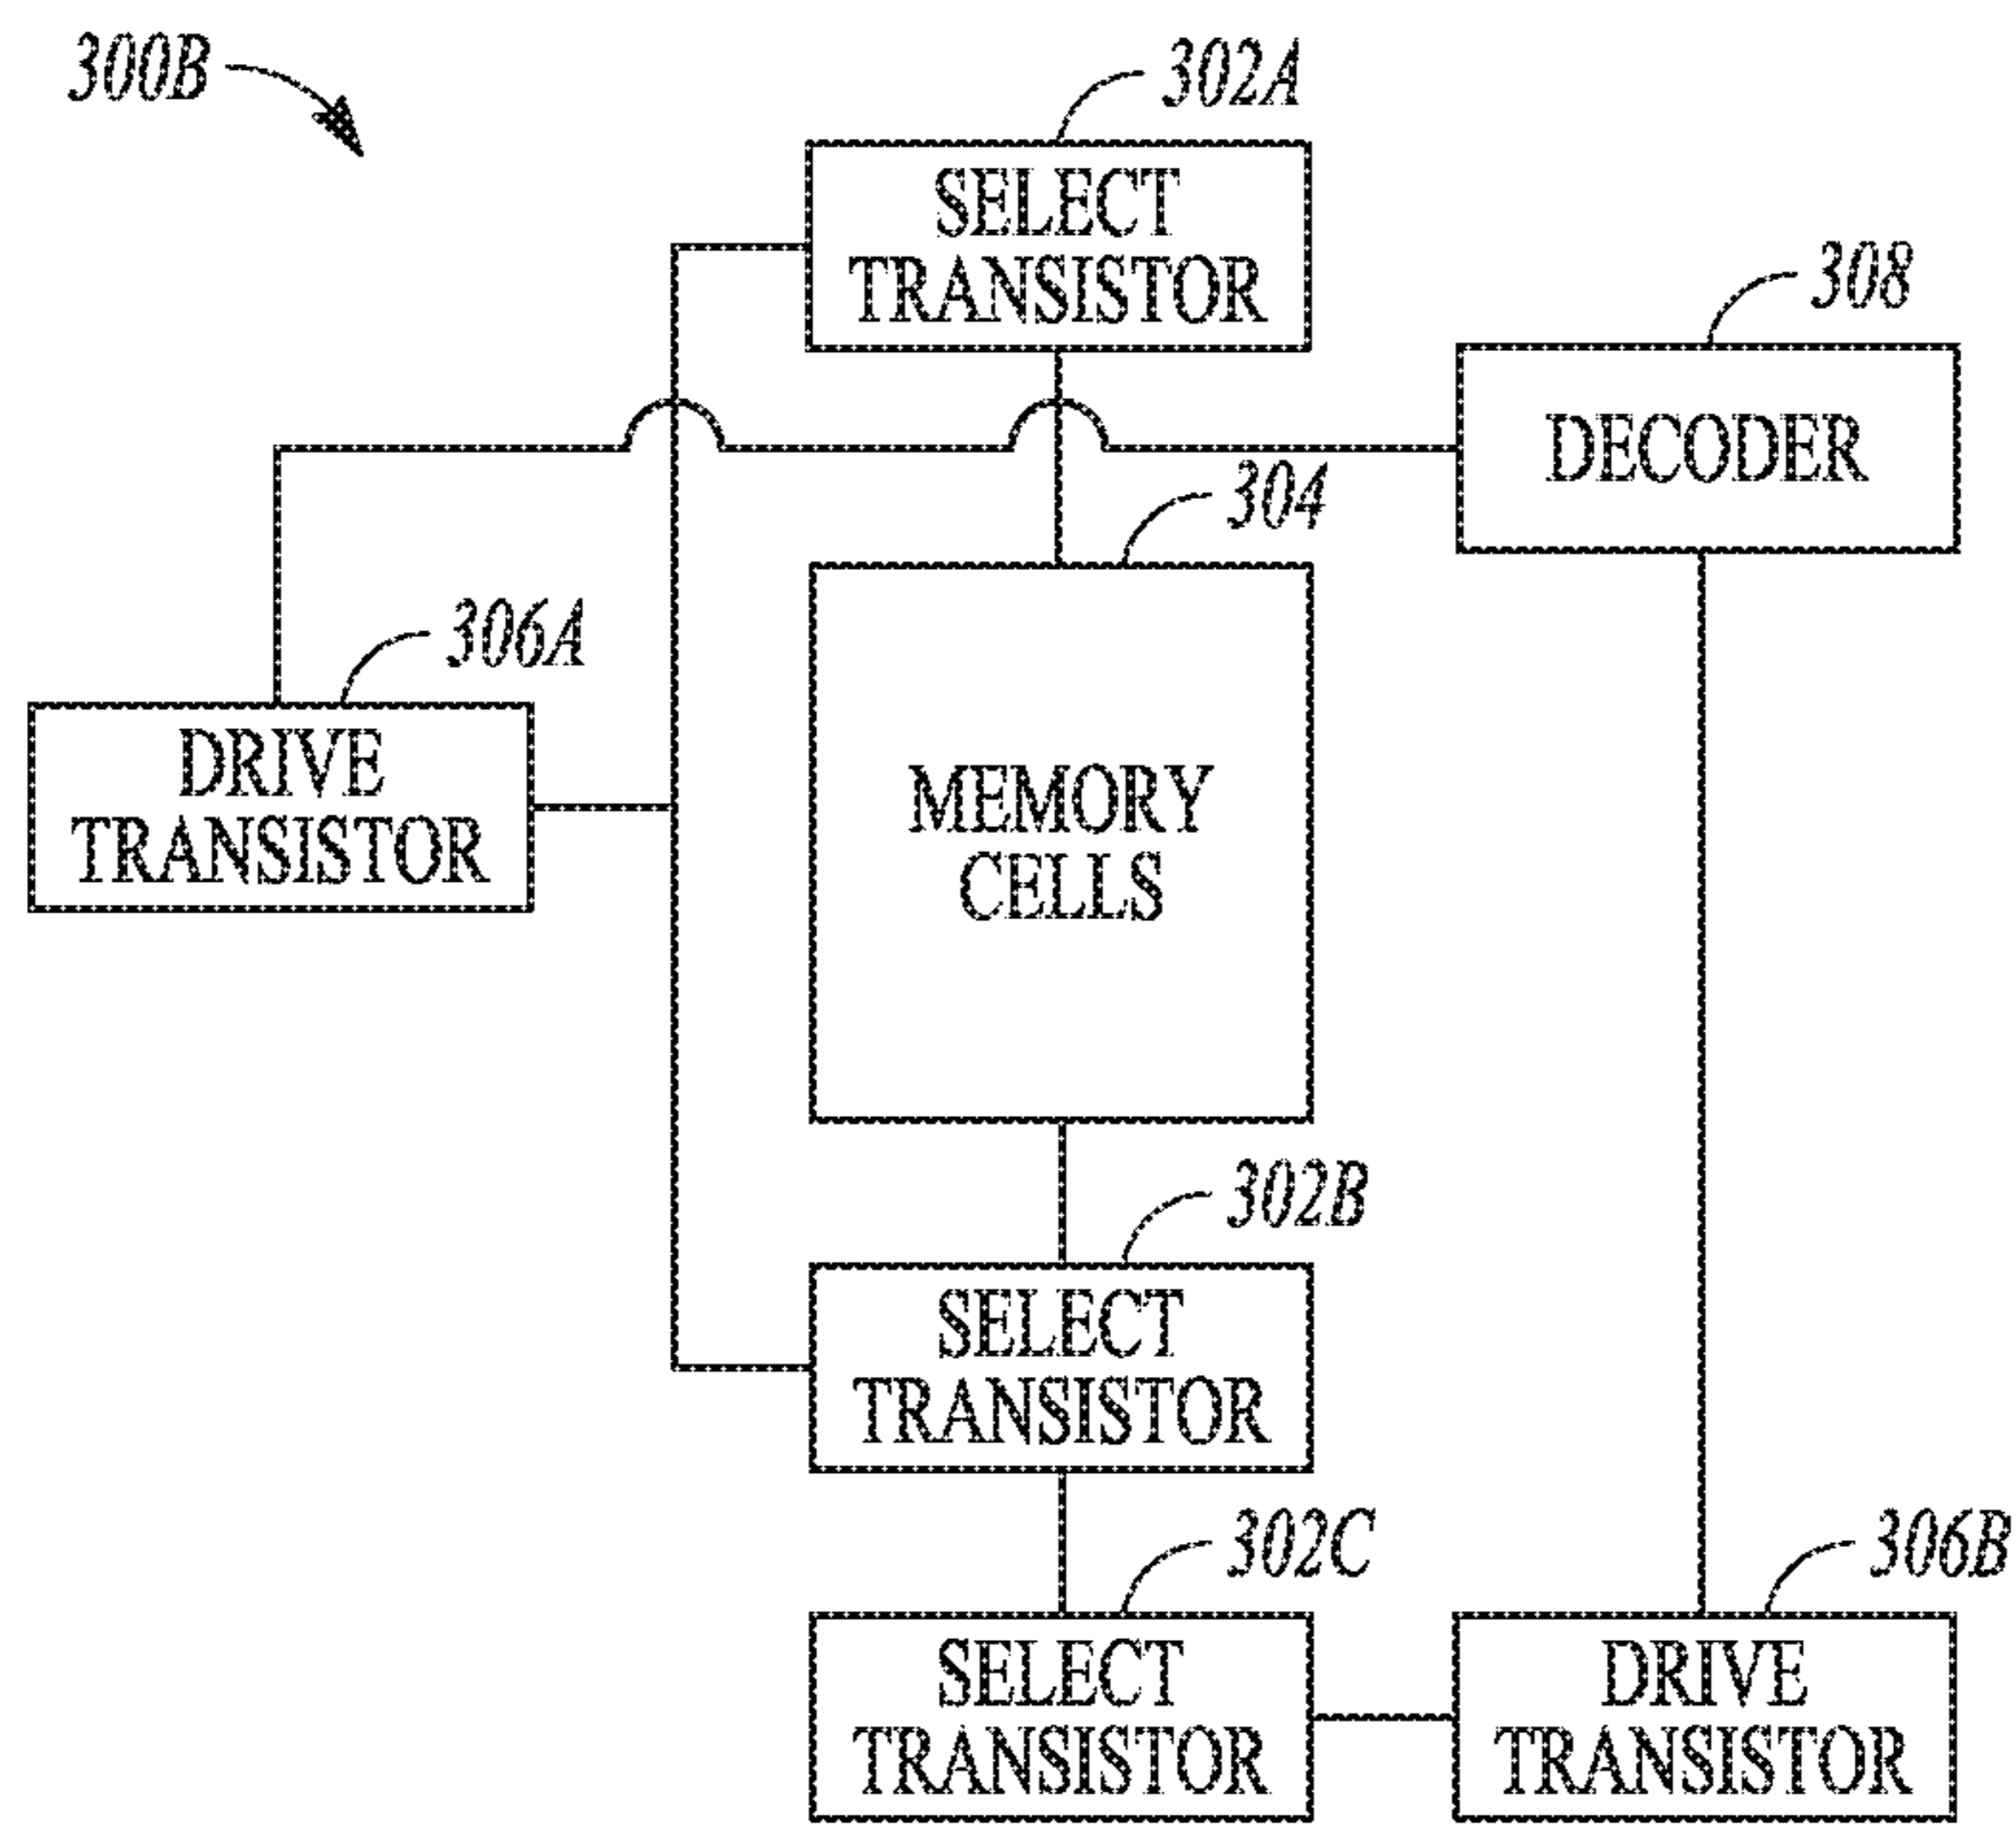 300B
302A
SELECT
TRANSISTOR
308
DECODER
304
306A
DRIVE
TRANSISTOR
MEMORY
CELLS
302B
SELECT
TRANSISTOR
302C
306B
SELECT
TRANSISTOR
DRIVE
TRANSISTOR